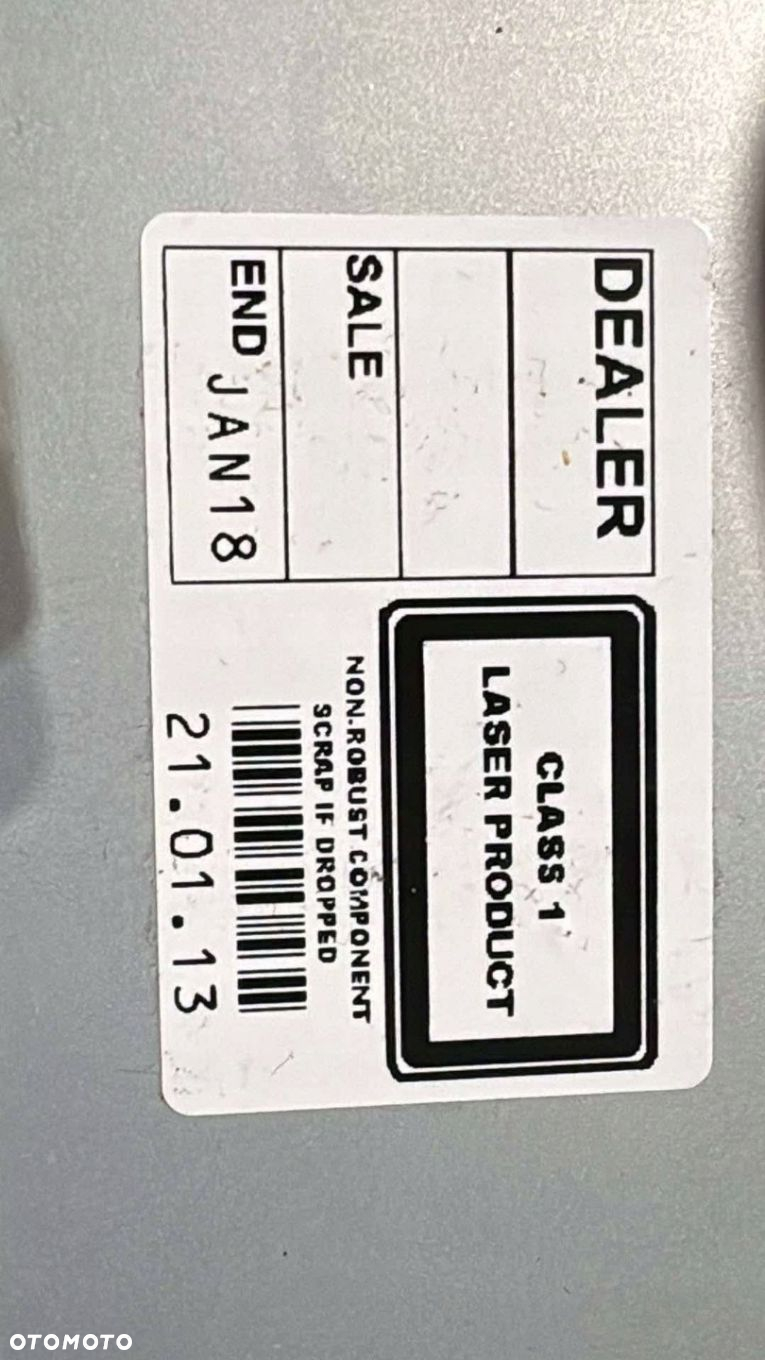 DEALER
SALE
END JAN18
CLASS 1
LASER PRODUCT
NON.ROBUST COMPONENT
SCRAP IF DROPPED
21.01.13
OTOMOTO